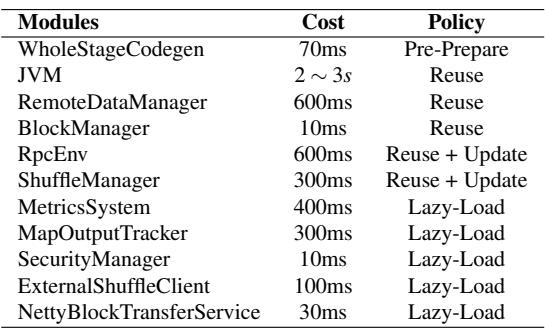 Modules Cost Policy
WholeStageCodegen 70ms Pre-Prepare
JVM 2 ∼ 3s Reuse
RemoteDataManager 600ms Reuse
BlockManager 10ms Reuse
RpcEnv 600ms Reuse + Update
ShuffleManager 300ms Reuse + Update
MetricsSystem 400ms Lazy-Load
MapOutputTracker 300ms Lazy-Load
SecurityManager 10ms Lazy-Load
ExternalShuffleClient 100ms Lazy-Load
NettyBlockTransferService 30ms Lazy-Load